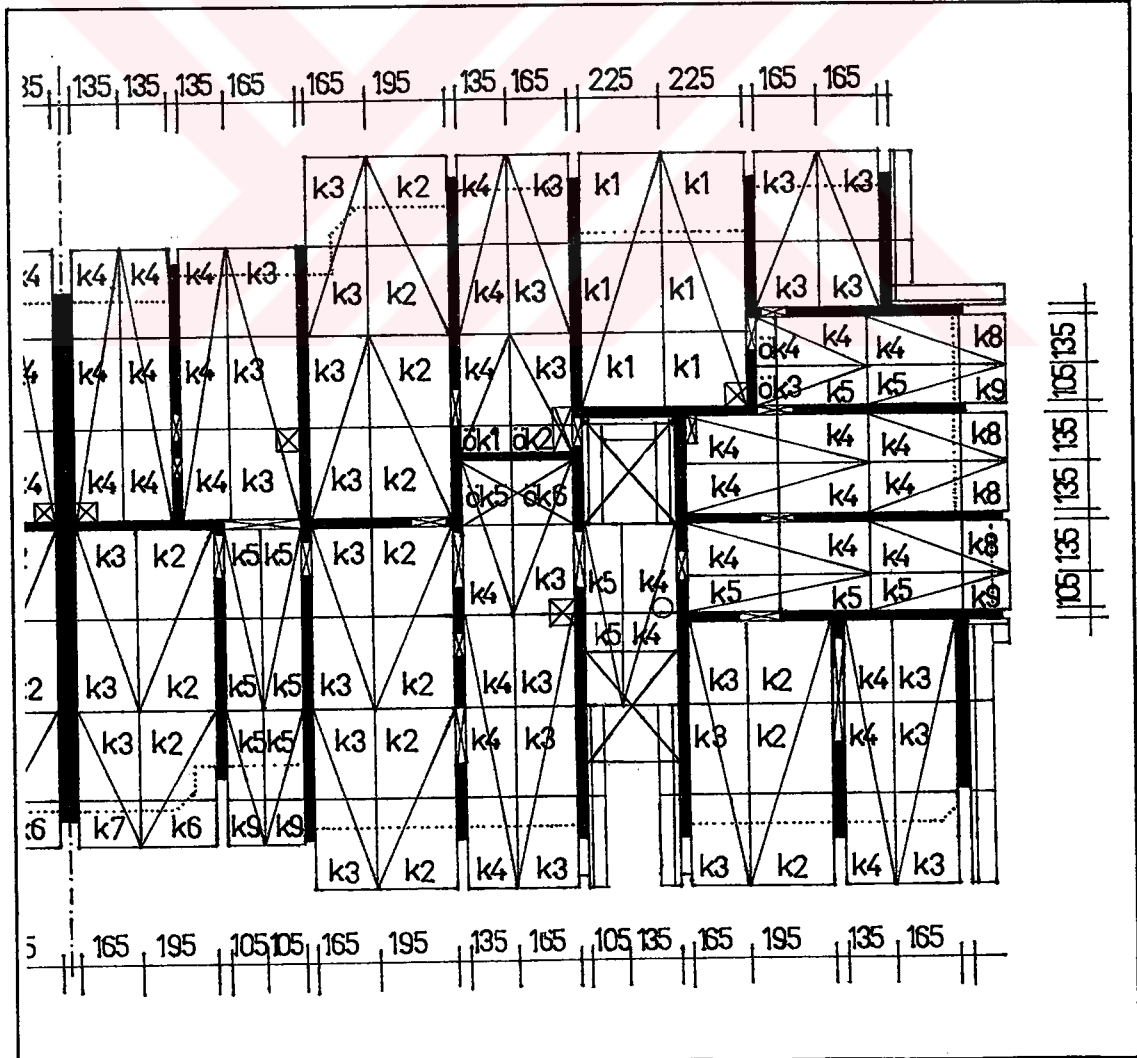 35 135 135 135 165 165 195 135 165 225 225 165 165
k3 k2 k4 k3 k1 k1 k3 k3
k4 k4 k4 k4 k3
k3 k2 k4 k3 k1 k1 k3 k3
135
ök4 k4 k4 k8
k4 k4 k4 k3 k3 k2 k4 k3 k1 k1
105
ök3 k5 k5 k9
135
ök1 ök2 k4 k4 k8
135
k4 k4 k4 k4 k3 k3 k2 ök5 ök6 k4 k4 k4 k8
135
k3 k2 k5 k5 k3 k2 k4 k4 k4 k8
k4 k3 k5 k4
105
k5 k5 k5 k9
k5 k4
k2 k3 k2 k5 k5 k3 k2 k4 k3 k3 k2 k4 k3
k3 k2 k5 k5 k3 k2 k4 k3 k3 k2 k4 k3
k6 k7 k6 k9 k9
k3 k2 k4 k3 k3 k2 k4 k3
5 165 195 105 105 165 195 135 165 105 135 165 195 135 165